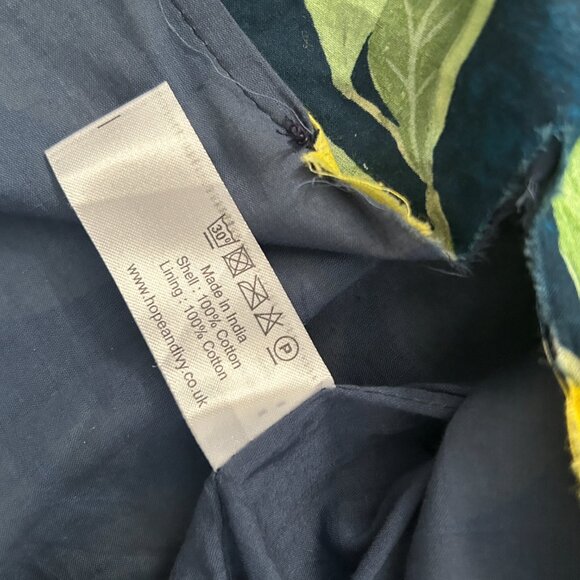 30°
P
Made in India
Shell : 100% Cotton
Lining : 100% Cotton
www.hopeandivy.co.uk